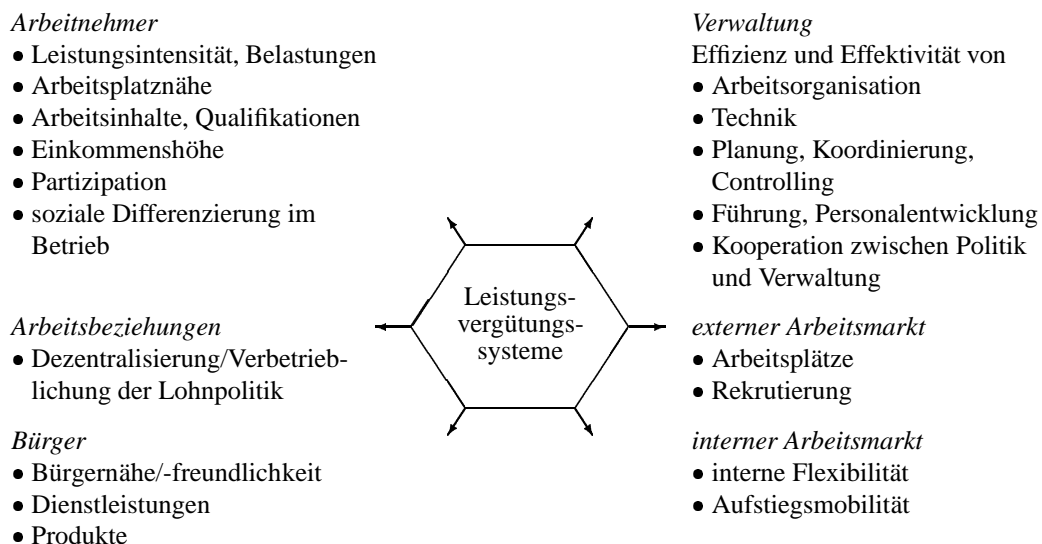 Arbeitnehmer
• Leistungsintensität, Belastungen
• Arbeitsplatznähe
• Arbeitsinhalte, Qualifikationen
• Einkommenshöhe
• Partizipation
• soziale Differenzierung im
Betrieb
Verwaltung
Effizienz und Effektivität von
• Arbeitsorganisation
• Technik
• Planung, Koordinierung,
Controlling
• Führung, Personalentwicklung
• Kooperation zwischen Politik
und Verwaltung
Leistungs-
vergütungs-
systeme
Arbeitsbeziehungen
• Dezentralisierung/Verbetrieb-
lichung der Lohnpolitik
externer Arbeitsmarkt
• Arbeitsplätze
• Rekrutierung
Bürger
• Bürgernähe/-freundlichkeit
• Dienstleistungen
• Produkte
interner Arbeitsmarkt
• interne Flexibilität
• Aufstiegsmobilität